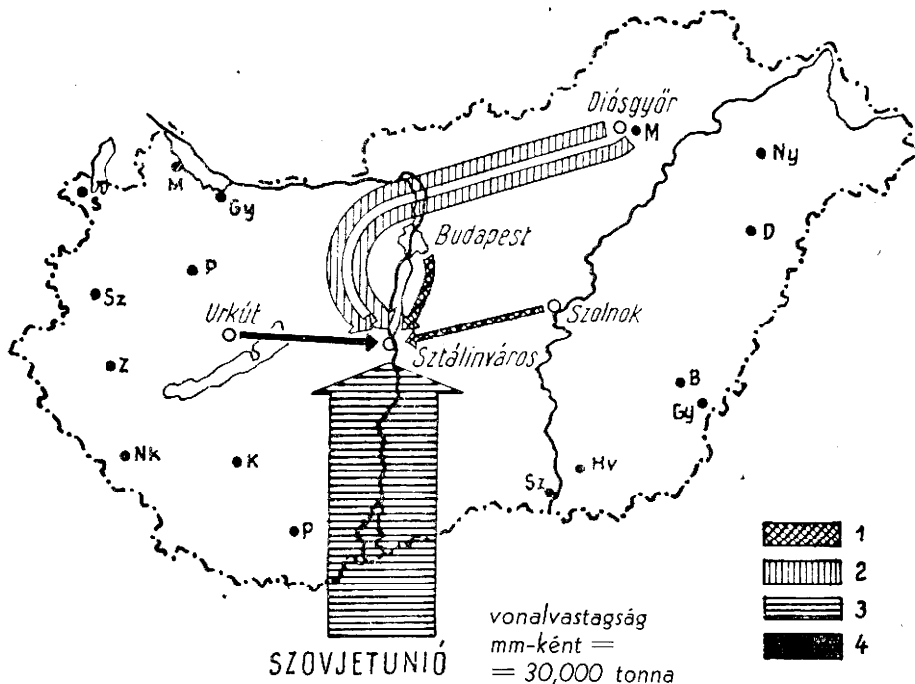 Diósgyőr
M
Ny
M
S
Gy
D
Budapest
P
Sz
Urkút
Szolnok
Sztálinváros
Z
B
Gy
Nk
K
Hv
Sz
P
1
2
3
4
vonalvastagság
mm-ként =
= 30,000 tonna
SZOVJETUNIÓ